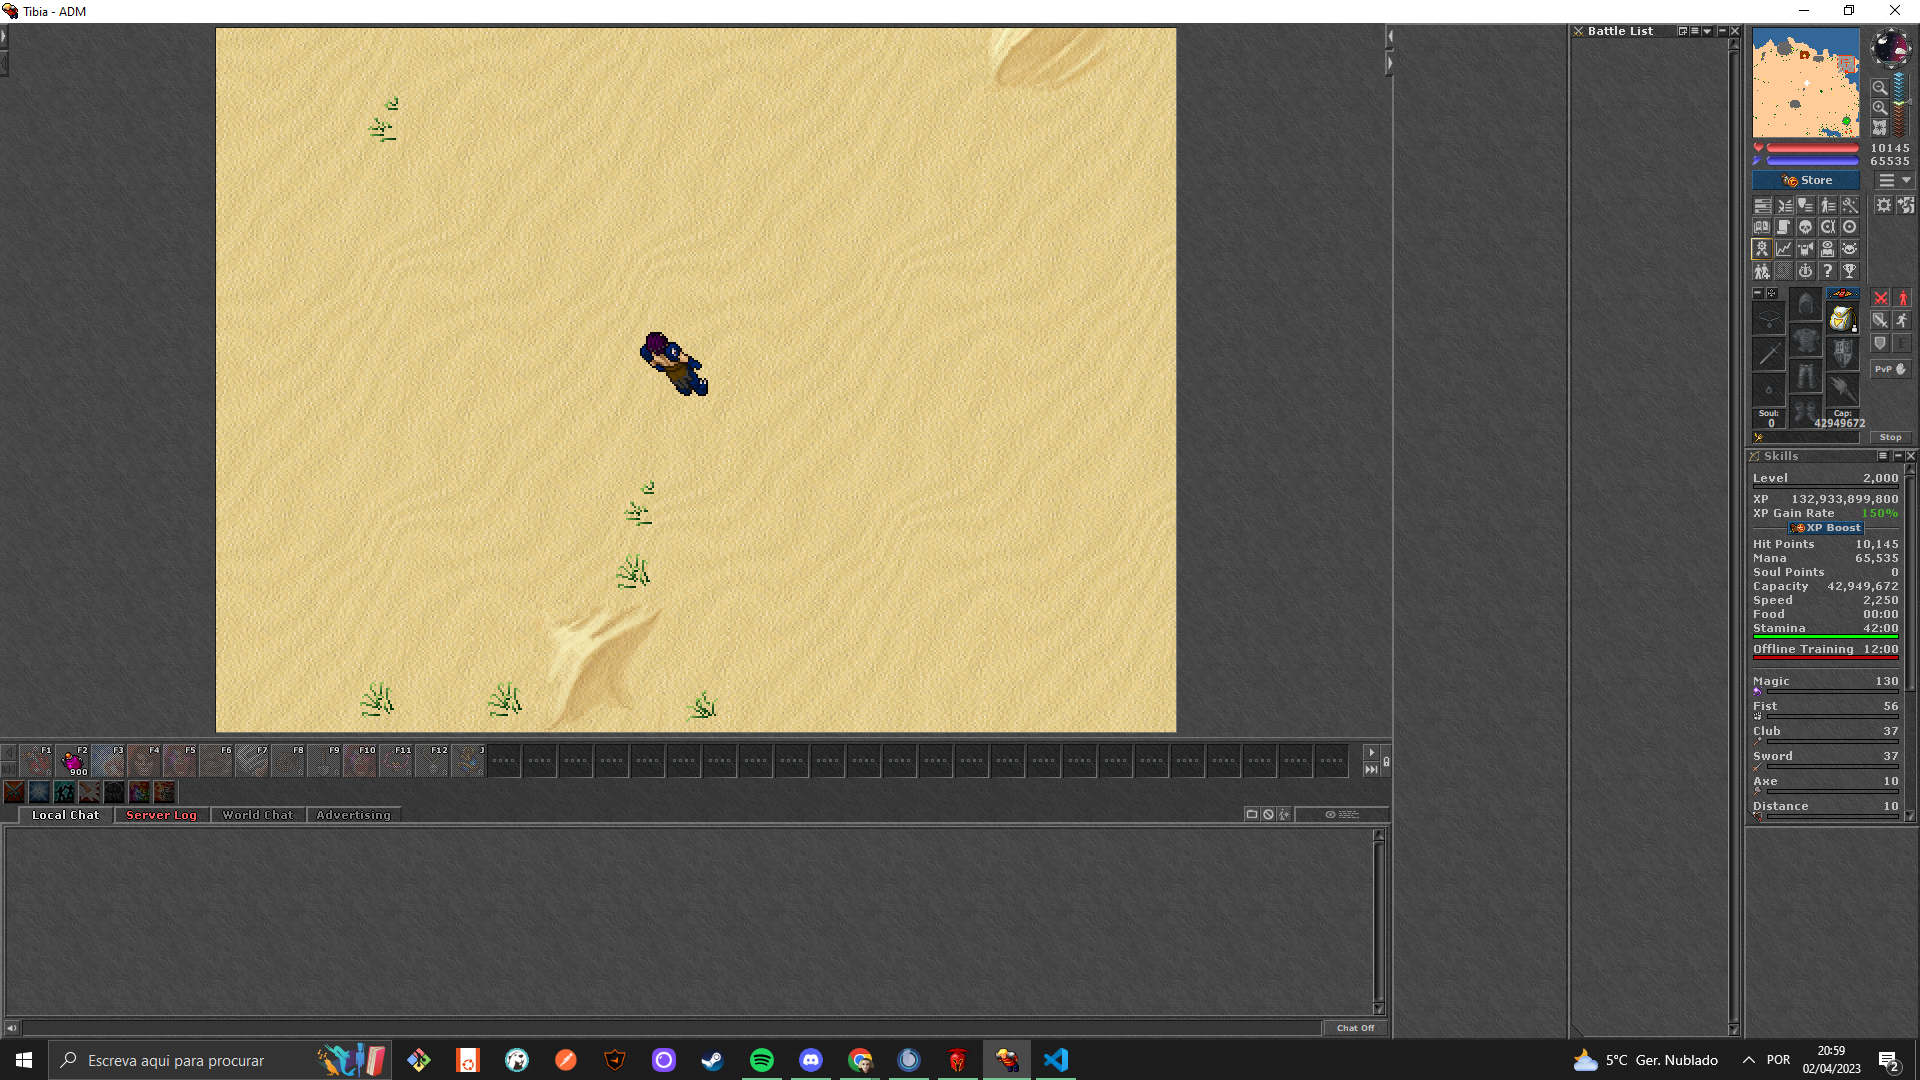 Tibia - ADM
Battle List
10145
65535
Store
Soul:
0
Cap:
42949672
PvP
Stop
Skills
Level 2,000
XP 132,933,899,800
XP Gain Rate 150%
XP Boost
Hit Points 10,145
Mana 65,535
Soul Points 0
Capacity 42,949,672
Speed 2,250
Food 00:00
Stamina 42:00
Offline Training 12:00
Magic 130
Fist 56
Club 37
Sword 37
Axe 10
Distance 10
F1 F2 F3 F4 F5 F6 F7 F8 F9 F10 F11 F12 J
900
Local Chat Server Log World Chat Advertising
Chat Off
Escreva aqui para procurar
5°C Ger. Nublado
POR
20:59
02/04/2023
2